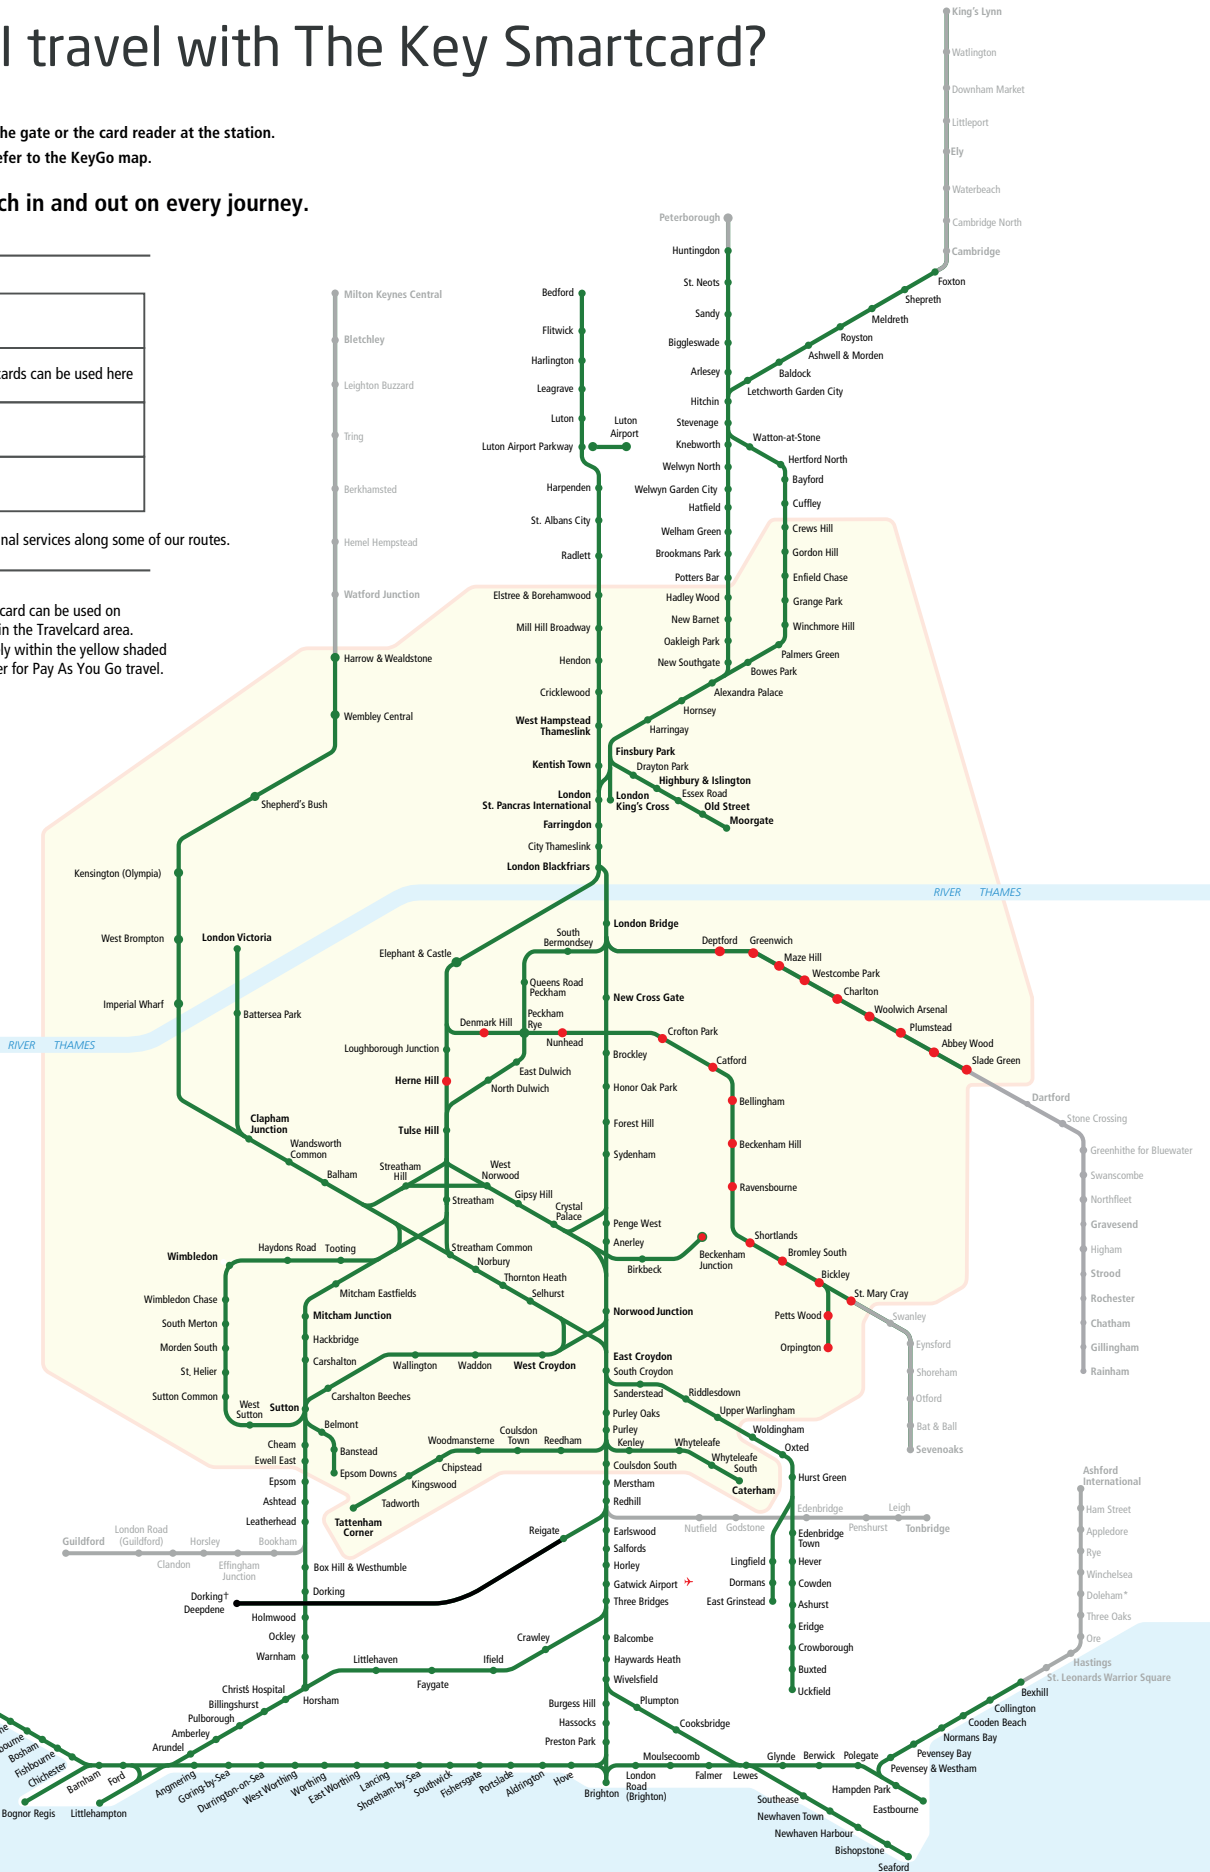 I travel with The Key Smartcard?
he gate or the card reader at the station.
efer to the KeyGo map.
ch in and out on every journey.
cards can be used here
nal services along some of our routes.
card can be used on
in the Travelcard area.
ly within the yellow shaded
er for Pay As You Go travel.
King's Lynn
Watlington
Downham Market
Littleport
Ely
Waterbeach
Cambridge North
Cambridge
Foxton
Shepreth
Meldreth
Royston
Ashwell & Morden
Baldock
Letchworth Garden City
Peterborough
Huntingdon
St. Neots
Sandy
Biggleswade
Arlesey
Hitchin
Stevenage
Knebworth
Welwyn North
Welwyn Garden City
Hatfield
Welham Green
Brookmans Park
Potters Bar
Hadley Wood
New Barnet
Oakleigh Park
New Southgate
Watton-at-Stone
Hertford North
Bayford
Cuffley
Crews Hill
Gordon Hill
Enfield Chase
Grange Park
Winchmore Hill
Palmers Green
Bowes Park
Alexandra Palace
Hornsey
Harringay
Finsbury Park
Drayton Park
Highbury & Islington
Essex Road
Old Street
Moorgate
London
King's Cross
Milton Keynes Central
Bletchley
Leighton Buzzard
Tring
Berkhamsted
Hemel Hempstead
Watford Junction
Harrow & Wealdstone
Wembley Central
Shepherd's Bush
Kensington (Olympia)
West Brompton
Imperial Wharf
Bedford
Flitwick
Harlington
Leagrave
Luton
Luton Airport Parkway
Luton
Airport
Harpenden
St. Albans City
Radlett
Elstree & Borehamwood
Mill Hill Broadway
Hendon
Cricklewood
West Hampstead
Thameslink
Kentish Town
London
St. Pancras International
Farringdon
City Thameslink
London Blackfriars
RIVER THAMES
RIVER THAMES
London Bridge
London Victoria
Battersea Park
Clapham
Junction
Wandsworth
Common
Balham
Elephant & Castle
South
Bermondsey
Queens Road
Peckham
Peckham
Rye
Denmark Hill
Nunhead
Loughborough Junction
East Dulwich
North Dulwich
Herne Hill
Tulse Hill
Deptford
Greenwich
Maze Hill
Westcombe Park
Charlton
Woolwich Arsenal
Plumstead
Abbey Wood
Slade Green
Dartford
Stone Crossing
Greenhithe for Bluewater
Swanscombe
Northfleet
Gravesend
Higham
Strood
Rochester
Chatham
Gillingham
Rainham
New Cross Gate
Brockley
Honor Oak Park
Forest Hill
Sydenham
Penge West
Anerley
Crofton Park
Catford
Bellingham
Beckenham Hill
Ravensbourne
Shortlands
Bromley South
Bickley
St. Mary Cray
Petts Wood
Orpington
Swanley
Eynsford
Shoreham
Otford
Bat & Ball
Sevenoaks
Birkbeck
Beckenham
Junction
Streatham
Hill
West
Norwood
Gipsy Hill
Crystal
Palace
Streatham
Streatham Common
Norbury
Thornton Heath
Selhurst
Wimbledon
Haydons Road
Tooting
Mitcham Eastfields
Wimbledon Chase
South Merton
Morden South
St. Helier
Sutton Common
West
Sutton
Sutton
Mitcham Junction
Hackbridge
Carshalton
Wallington
Waddon
West Croydon
Carshalton Beeches
Norwood Junction
East Croydon
South Croydon
Sanderstead
Riddlesdown
Upper Warlingham
Woldingham
Oxted
Hurst Green
Purley Oaks
Purley
Kenley
Whyteleafe
Whyteleafe
South
Caterham
Belmont
Banstead
Epsom Downs
Cheam
Ewell East
Epsom
Ashtead
Leatherhead
Woodmansterne
Coulsdon
Town
Reedham
Chipstead
Kingswood
Tadworth
Tattenham
Corner
Coulsdon South
Merstham
Redhill
Nutfield
Godstone
Edenbridge
Penshurst
Leigh
Tonbridge
Guildford
London Road
(Guildford)
Clandon
Horsley
Effingham
Junction
Bookham
Box Hill & Westhumble
Dorking
Dorking†
Deepdene
Reigate
Holmwood
Ockley
Warnham
Horsham
Earlswood
Salfords
Horley
Gatwick Airport
Three Bridges
Balcombe
Haywards Heath
Wivelsfield
Crawley
Ifield
Faygate
Littlehaven
Edenbridge
Town
Hever
Cowden
Ashurst
Eridge
Crowborough
Buxted
Uckfield
Lingfield
Dormans
East Grinstead
Ashford
International
Ham Street
Appledore
Rye
Winchelsea
Doleham*
Three Oaks
Ore
Hastings
St. Leonards Warrior Square
Bexhill
Collington
Cooden Beach
Normans Bay
Pevensey Bay
Pevensey & Westham
Christ's Hospital
Billingshurst
Pulborough
Amberley
Arundel
Burgess Hill
Hassocks
Preston Park
Plumpton
Cooksbridge
ne
bourne
Bosham
Fishbourne
Chichester
Barnham
Ford
Bognor Regis
Littlehampton
Angmering
Goring-by-Sea
Durrington-on-Sea
West Worthing
Worthing
East Worthing
Lancing
Shoreham-by-Sea
Southwick
Fishersgate
Portslade
Aldrington
Hove
Brighton
London
Road
(Brighton)
Moulsecoomb
Falmer
Lewes
Glynde
Berwick
Polegate
Hampden Park
Eastbourne
Southease
Newhaven Town
Newhaven Harbour
Bishopstone
Seaford